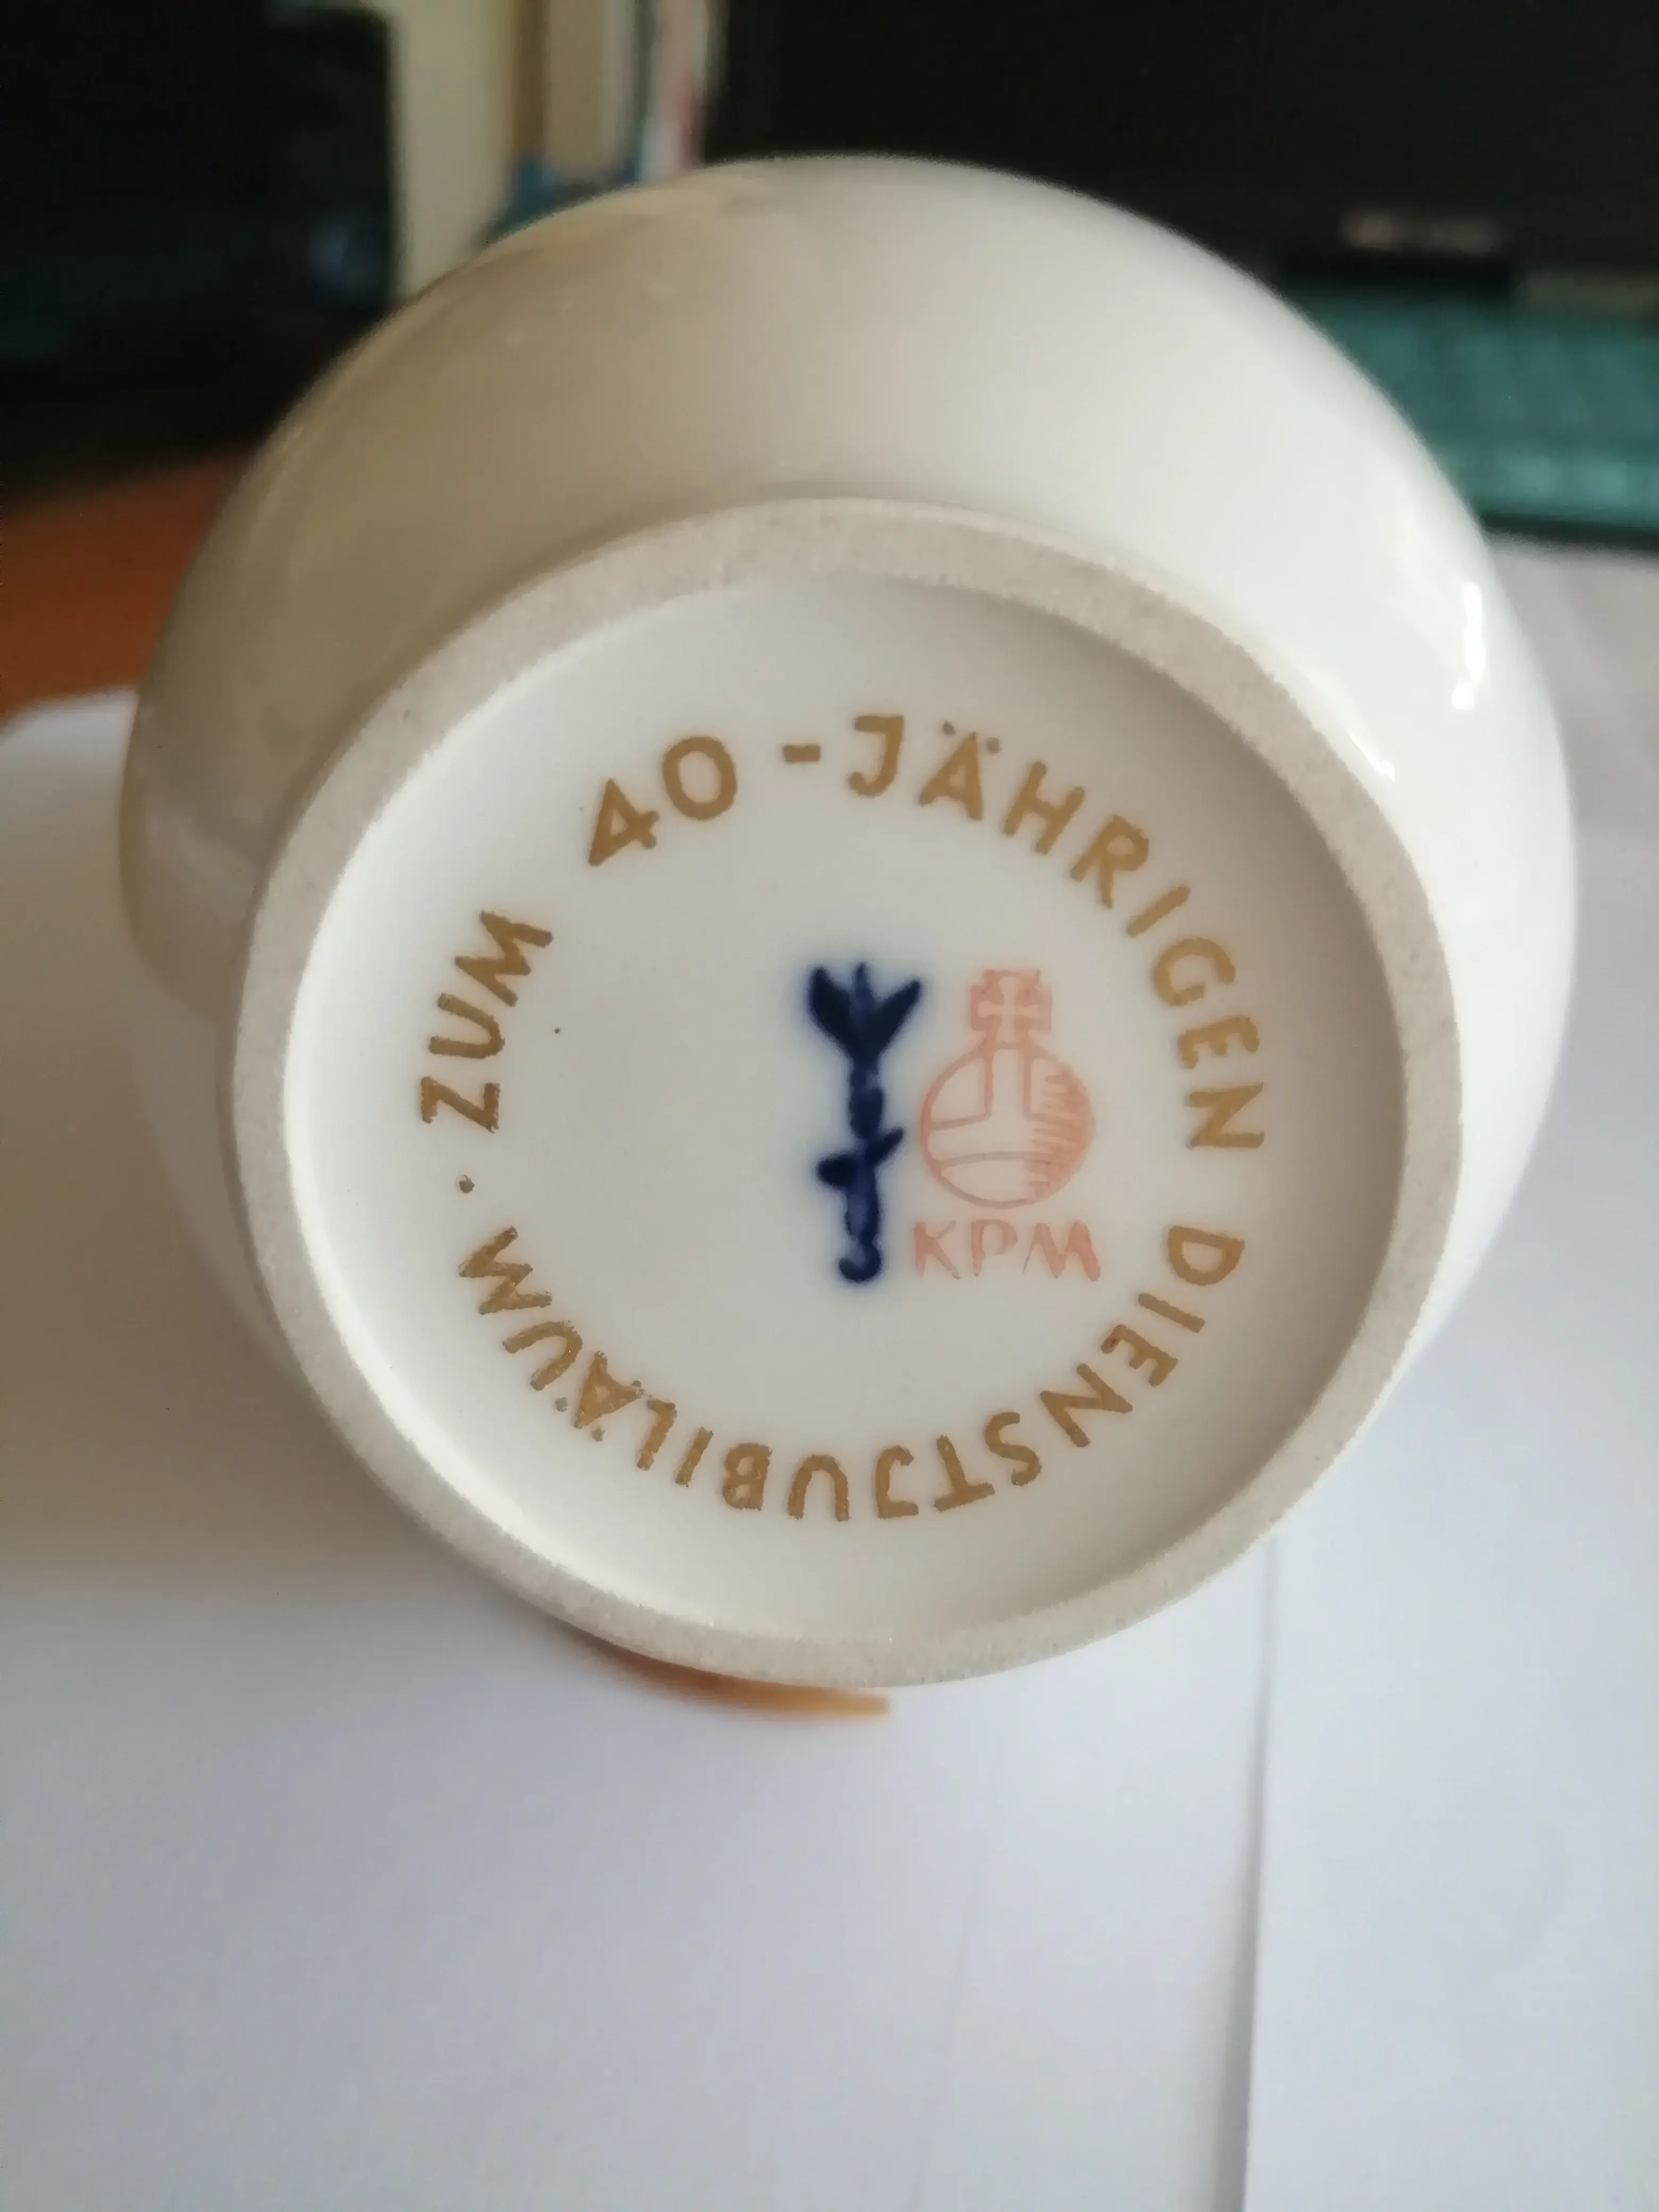 ZUM 40-JÄHRIGEN DIENSTJUBILÄUM.
KPM